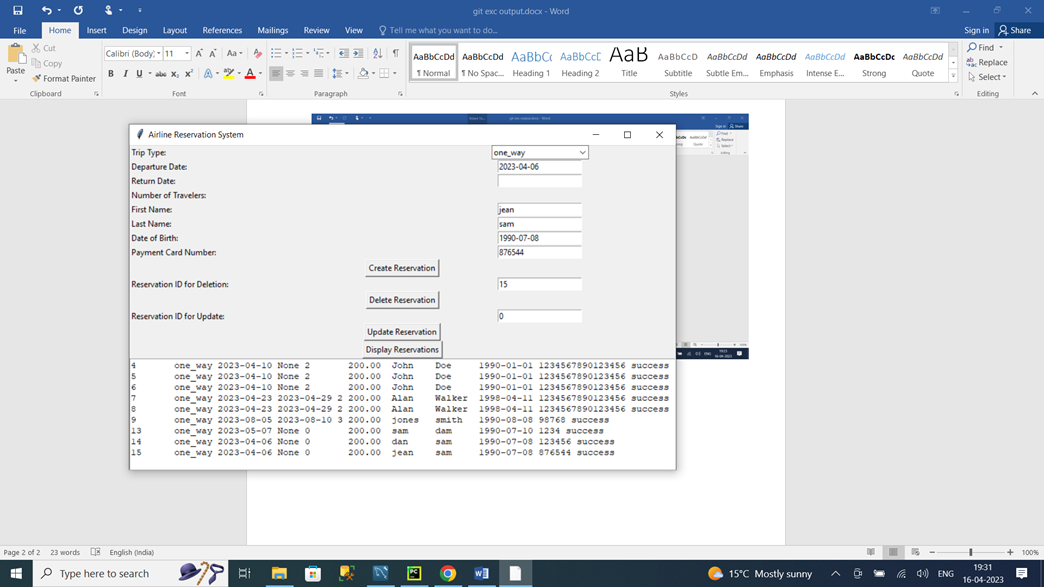 git exc output.docx - Word
File Home Insert Design Layout References Mailings Review View Tell me what you want to do... Sign in Share
Paste Cut Copy Format Painter
Calibri (Body) 11 Aa
B I U abc X₂ X² A A
AaBbCcDd AaBbCcDd AaBbCc AaBbCcC AaB AaBbCcD AaBbCcDd AaBbCcDd AaBbCcDd AaBbCcDc AaBbCcDd
¶ Normal ¶ No Spac... Heading 1 Heading 2 Title Subtitle Subtle Em... Emphasis Intense E... Strong Quote
Find
Replace
Select
Clipboard Font Paragraph Styles Editing
Airline Reservation System
Trip Type: one_way
Departure Date: 2023-04-06
Return Date:
Number of Travelers:
First Name: jean
Last Name: sam
Date of Birth: 1990-07-08
Payment Card Number: 876544
Create Reservation
Reservation ID for Deletion: 15
Delete Reservation
Reservation ID for Update: 0
Update Reservation
Display Reservations
4 one_way 2023-04-10 None 2 200.00 John Doe 1990-01-01 1234567890123456 success
5 one_way 2023-04-10 None 2 200.00 John Doe 1990-01-01 1234567890123456 success
6 one_way 2023-04-10 None 2 200.00 John Doe 1990-01-01 1234567890123456 success
7 one_way 2023-04-23 2023-04-29 2 200.00 Alan Walker 1998-04-11 1234567890123456 success
8 one_way 2023-04-23 2023-04-29 2 200.00 Alan Walker 1998-04-11 1234567890123456 success
9 one_way 2023-08-05 2023-08-10 3 200.00 jones smith 1990-08-08 98768 success
13 one_way 2023-05-07 None 0 200.00 sam dam 1990-07-10 1234 success
14 one_way 2023-04-06 None 0 200.00 dan sam 1990-07-08 123456 success
15 one_way 2023-04-06 None 0 200.00 jean sam 1990-07-08 876544 success
Page 2 of 2 23 words English (India) 100%
Type here to search 15°C Mostly sunny ENG 19:31
16-04-2023